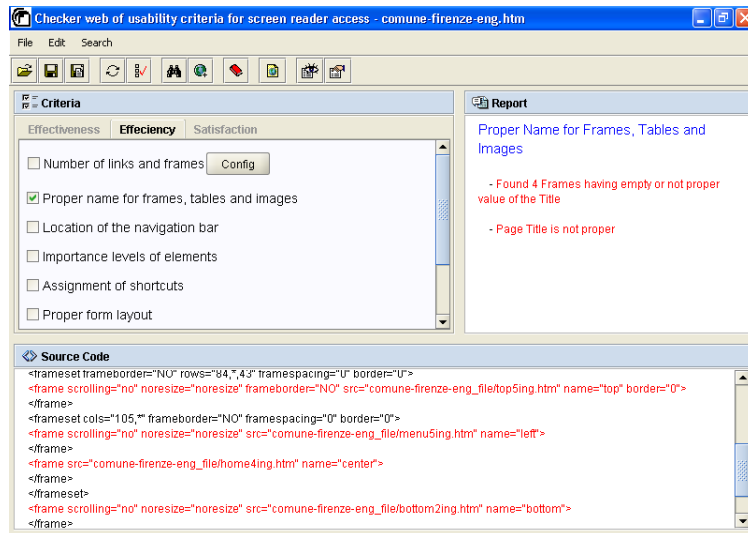 Checker web of usability criteria for screen reader access - comune-firenze-eng.htm
File Edit Search
Criteria
Effectiveness Effeciency Satisfaction
Number of links and frames Config
Proper name for frames, tables and images
Location of the navigation bar
Importance levels of elements
Assignment of shortcuts
Proper form layout
Report
Proper Name for Frames, Tables and
Images
- Found 4 Frames having empty or not proper
value of the Title
- Page Title is not proper
Source Code
<frameset frameborder="NO" rows="84,*,43" framespacing="0" border="0">
<frame scrolling="no" noresize="noresize" frameborder="NO" src="comune-firenze-eng_file/top5ing.htm" name="top" border="0">
</frame>
<frameset cols="105,*" frameborder="NO" framespacing="0" border="0">
<frame scrolling="no" noresize="noresize" src="comune-firenze-eng_file/menu5ing.htm" name="left">
</frame>
<frame src="comune-firenze-eng_file/home4ing.htm" name="center">
</frame>
</frameset>
<frame scrolling="no" noresize="noresize" src="comune-firenze-eng_file/bottom2ing.htm" name="bottom">
</frame>